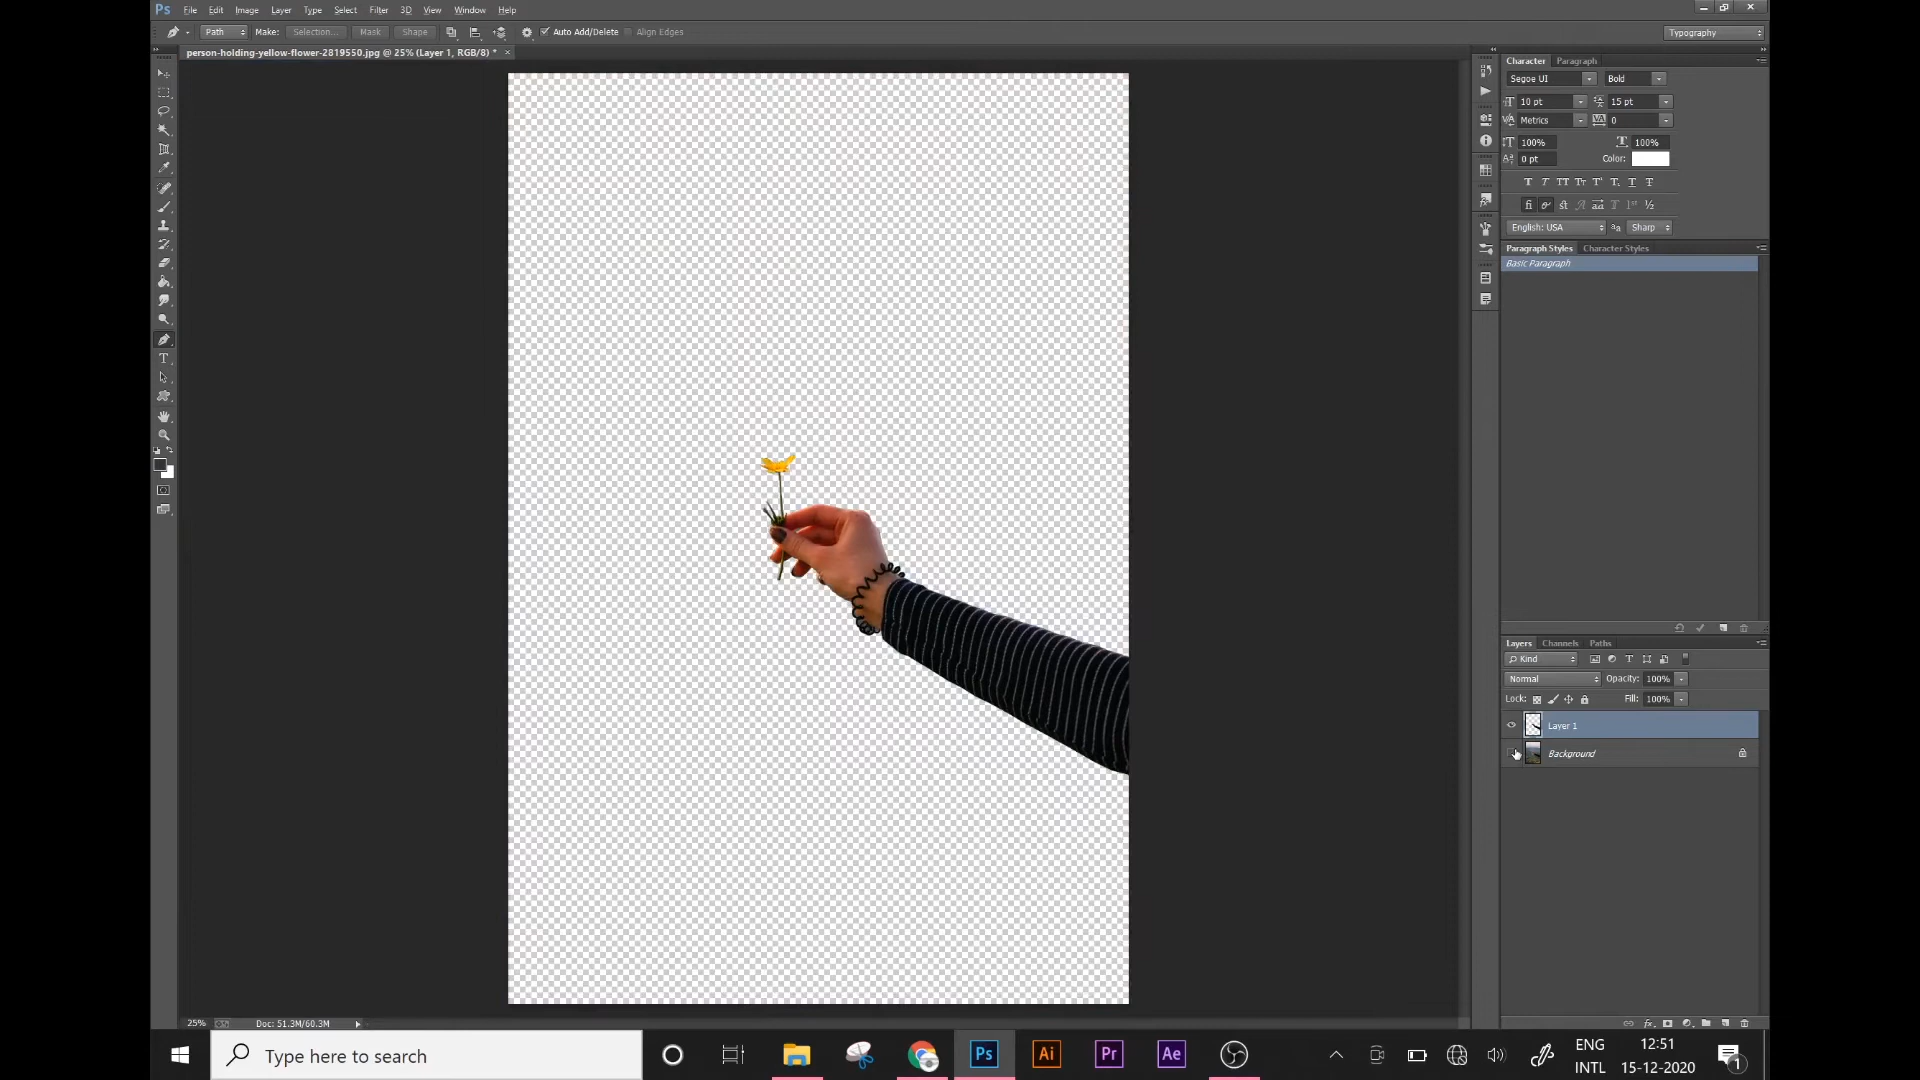 Ps File Edit Image Layer Type Select Filter 3D View Window Help
Path Make: Selection... Mask Shape Auto Add/Delete Align Edges Typography
person-holding-yellow-flower-2819550.jpg @ 25% (Layer 1, RGB/8) * ×
Character Paragraph
Segoe UI Bold
10 pt 15 pt
Metrics 0
100% 100%
0 pt Color:
English: USA Sharp
Paragraph Styles Character Styles
Basic Paragraph
Layers Channels Paths
Kind
Normal Opacity: 100%
Lock: Fill: 100%
Layer 1
Background
25% Doc: 51.3M/60.3M
Type here to search Ps Ai Pr Ae
ENG 12:51
INTL 15-12-2020 1